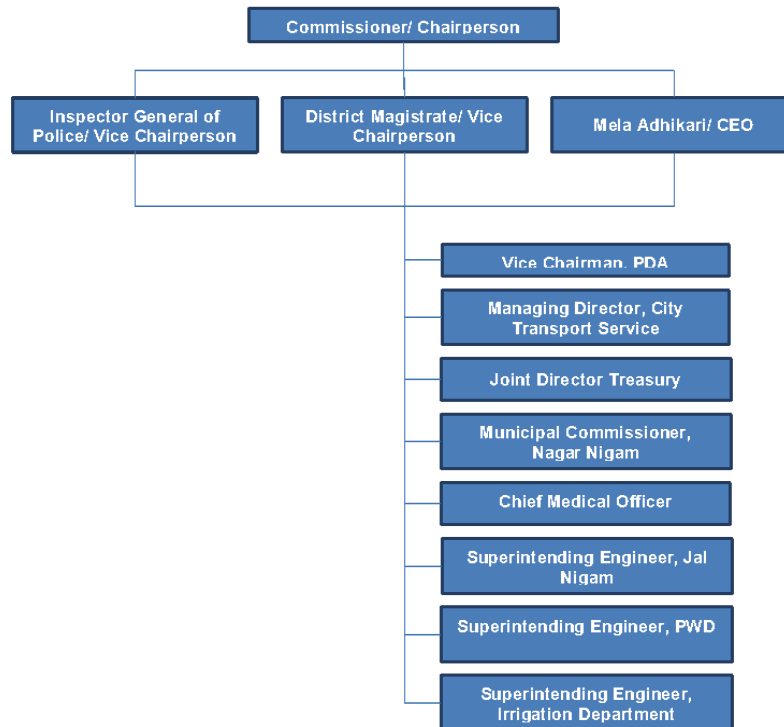 Commissioner/ Chairperson
Inspector General of
Police/ Vice Chairperson
District Magistrate/ Vice
Chairperson
Mela Adhikari/ CEO
Vice Chairman, PDA
Managing Director, City
Transport Service
Joint Director Treasury
Municipal Commissioner,
Nagar Nigam
Chief Medical Officer
Superintending Engineer, Jal
Nigam
Superintending Engineer, PWD
Superintending Engineer,
Irrigation Department